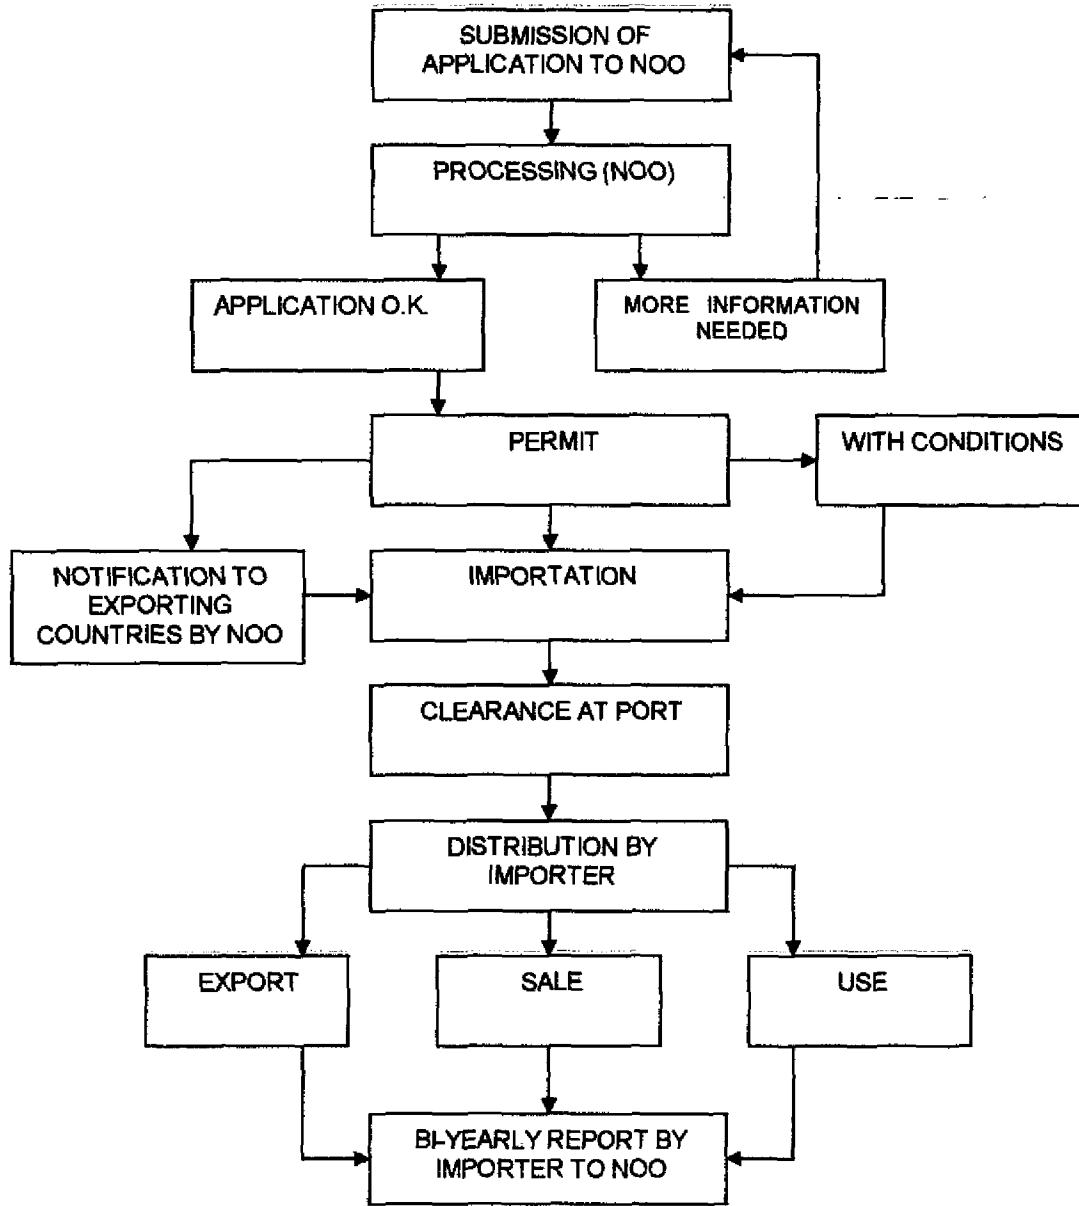 SUBMISSION OF
APPLICATION TO NOO
PROCESSING (NOO)
APPLICATION O.K.
MORE INFORMATION
NEEDED
PERMIT
WITH CONDITIONS
NOTIFICATION TO
EXPORTING
COUNTRIES BY NOO
IMPORTATION
CLEARANCE AT PORT
DISTRIBUTION BY
IMPORTER
EXPORT
SALE
USE
BI-YEARLY REPORT BY
IMPORTER TO NOO